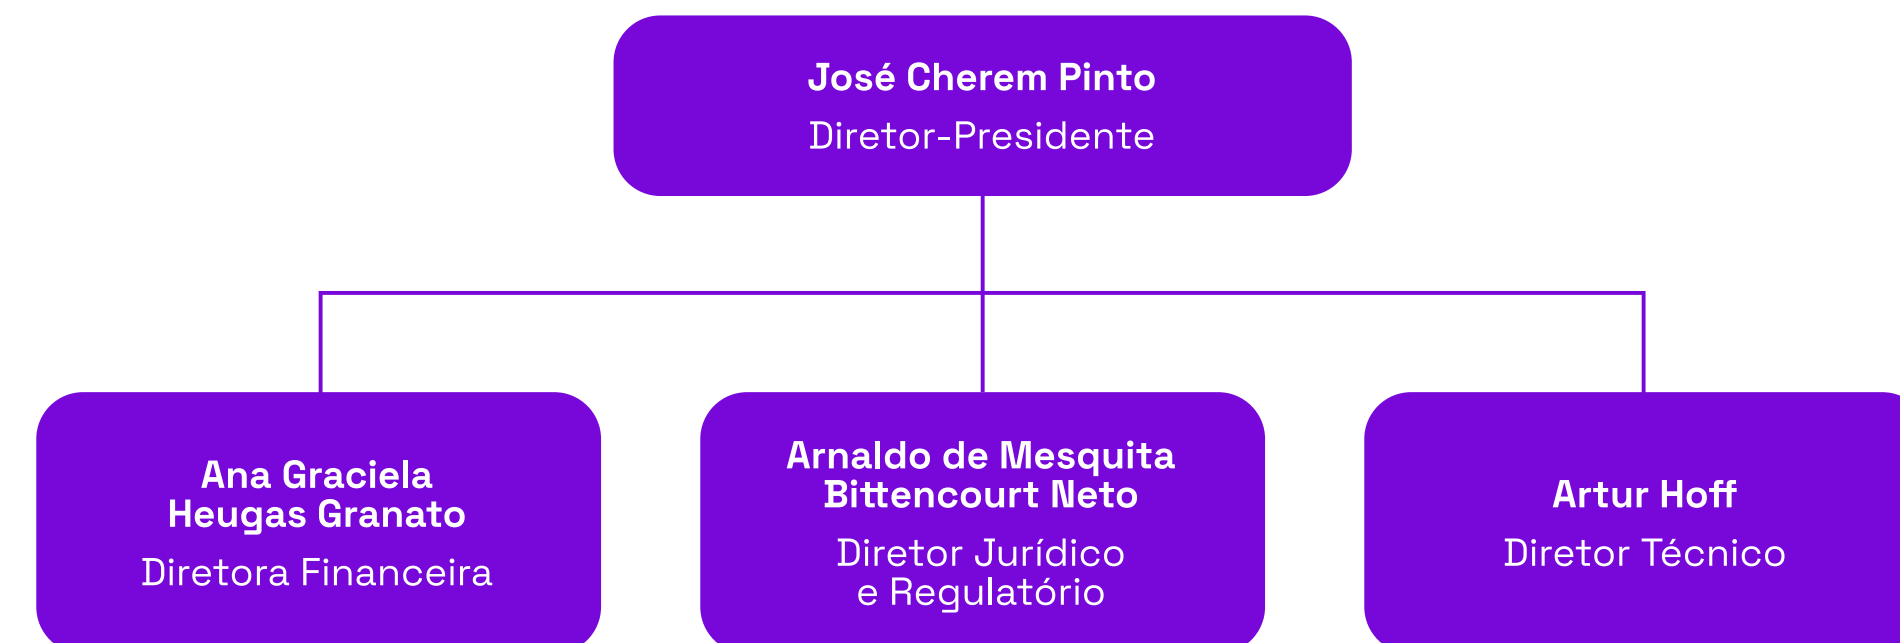 José Cherem Pinto
Diretor-Presidente
Ana Graciela
Heugas Granato
Diretora Financeira
Arnaldo de Mesquita
Bittencourt Neto
Diretor Jurídico
e Regulatório
Artur Hoff
Diretor Técnico